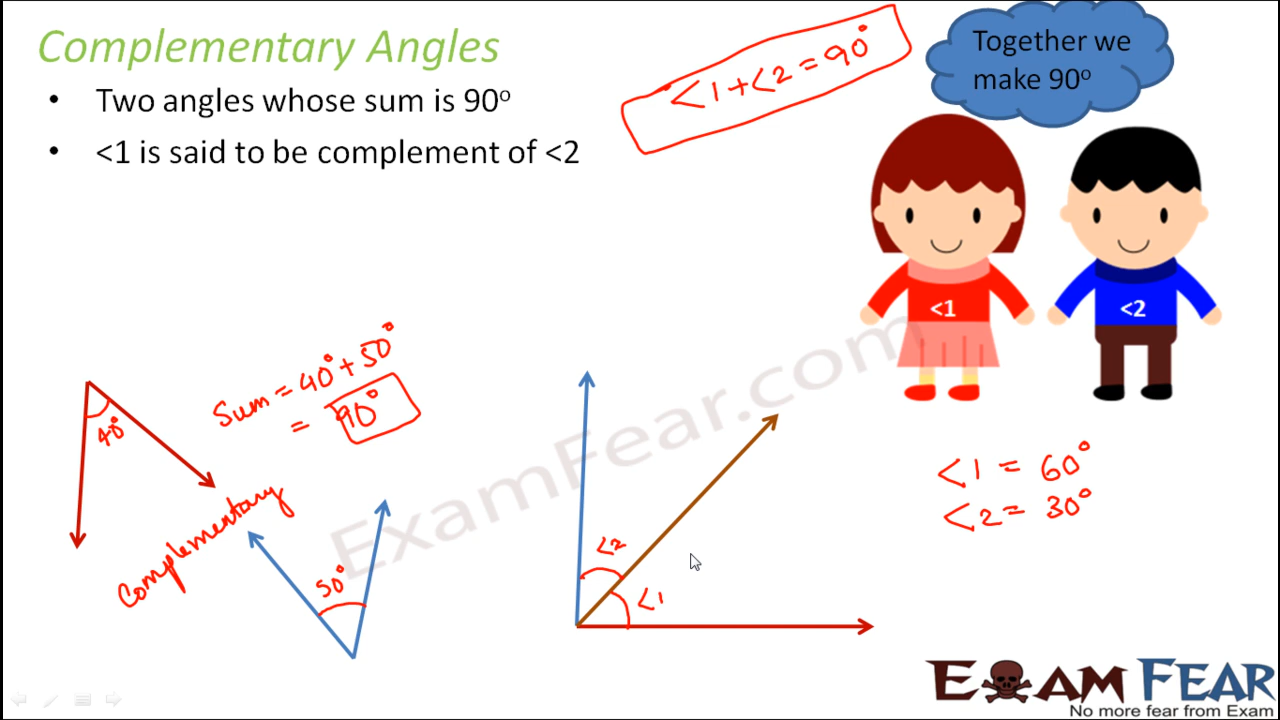 Complementary Angles
• Two angles whose sum is 90º
• <1 is said to be complement of <2
<1+<2=90°
Together we
make 90º
<1
<2
Sum = 40°+50°
= 90°
40°
Complementary
50°
<2
<1
<1 = 60°
<2 = 30°
ExamFear.com
EXAM FEAR
No more fear from Exam